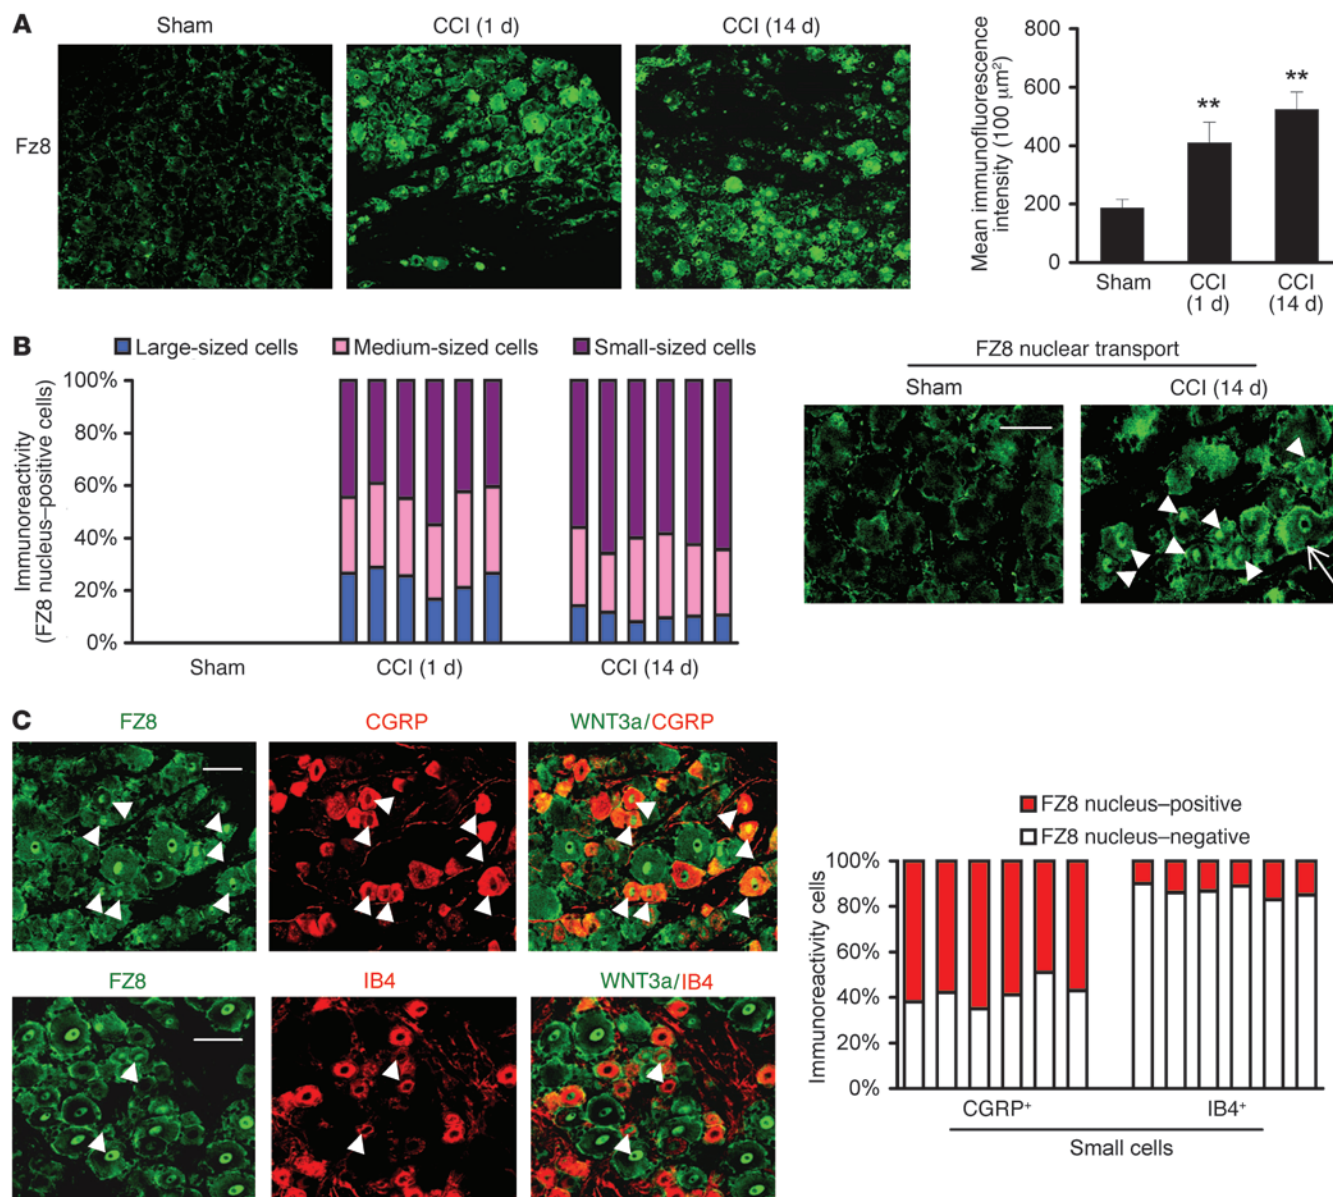 A
Sham
CCI (1 d)
CCI (14 d)
Fz8
Mean immunofluorescence
intensity (100 μm²)
800
600
400
200
0
**
**
Sham
CCI
(1 d)
CCI
(14 d)
B
Large-sized cells
Medium-sized cells
Small-sized cells
Immunoreactivity
(FZ8 nucleus–positive cells)
100%
80%
60%
40%
20%
0%
Sham
CCI (1 d)
CCI (14 d)
FZ8 nuclear transport
Sham
CCI (14 d)
C
FZ8
CGRP
WNT3a/CGRP
FZ8
IB4
WNT3a/IB4
FZ8 nucleus–positive
FZ8 nucleus–negative
Immunoreactivity cells
100%
80%
60%
40%
20%
0%
CGRP⁺
IB4⁺
Small cells